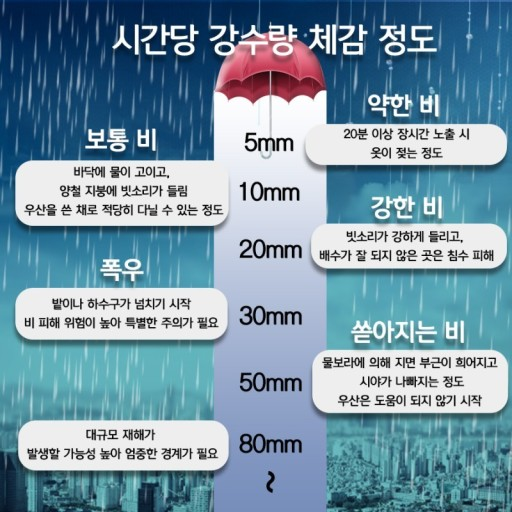 시간당 강수량 체감 정도
약한 비
5mm
20분 이상 장시간 노출 시
옷이 젖는 정도
보통 비
바닥에 물이 고이고,
양철 지붕에 빗소리가 들림
우산을 쓴 채로 적당히 다닐 수 있는 정도
10mm
강한 비
20mm
빗소리가 강하게 들리고,
배수가 잘 되지 않은 곳은 침수 피해
폭우
밭이나 하수구가 넘치기 시작
비 피해 위험이 높아 특별한 주의가 필요
30mm
쏟아지는 비
50mm
물보라에 의해 지면 부근이 희어지고
시야가 나빠지는 정도
우산은 도움이 되지 않기 시작
대규모 재해가
발생할 가능성 높아 엄중한 경계가 필요
80mm
~